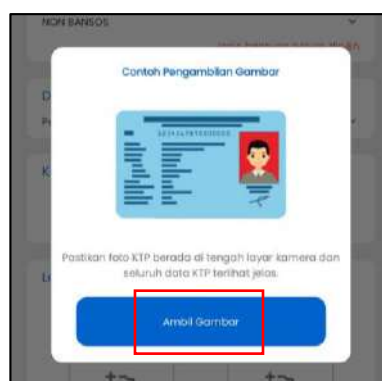 NON BANSOS
Contoh Pengambilan Gambar
Pastikan foto KTP berada di tengah layar kamera dan
seluruh data KTP terlihat jelas.
Ambil Gambar